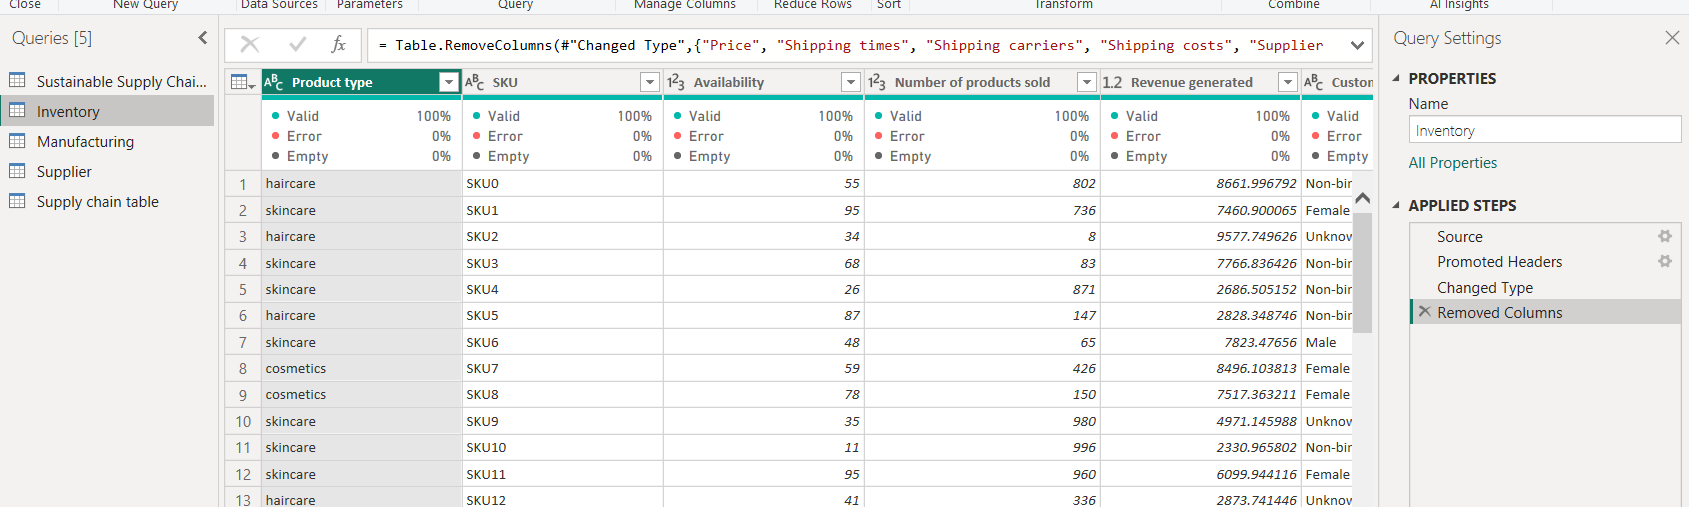 Close New Query Data Sources Parameters Query Manage Columns Reduce Rows Sort Transform Combine AI Insights
Queries [5]
Sustainable Supply Chai...
Inventory
Manufacturing
Supplier
Supply chain table
fx = Table.RemoveColumns(#"Changed Type",{"Price", "Shipping times", "Shipping carriers", "Shipping costs", "Supplier
ABC Product type ABC SKU 123 Availability 123 Number of products sold 1.2 Revenue generated ABC Custon
Valid 100% Valid 100% Valid 100% Valid 100% Valid 100% Valid
Error 0% Error 0% Error 0% Error 0% Error 0% Error
Empty 0% Empty 0% Empty 0% Empty 0% Empty 0% Empty
1 haircare SKU0 55 802 8661.996792 Non-bir
2 skincare SKU1 95 736 7460.900065 Female
3 haircare SKU2 34 8 9577.749626 Unknow
4 skincare SKU3 68 83 7766.836426 Non-bir
5 skincare SKU4 26 871 2686.505152 Non-bir
6 haircare SKU5 87 147 2828.348746 Non-bir
7 skincare SKU6 48 65 7823.47656 Male
8 cosmetics SKU7 59 426 8496.103813 Female
9 cosmetics SKU8 78 150 7517.363211 Female
10 skincare SKU9 35 980 4971.145988 Unknow
11 skincare SKU10 11 996 2330.965802 Non-bir
12 skincare SKU11 95 960 6099.944116 Female
13 haircare SKU12 41 336 2873.741446 Unknow
Query Settings
PROPERTIES
Name
Inventory
All Properties
APPLIED STEPS
Source
Promoted Headers
Changed Type
Removed Columns